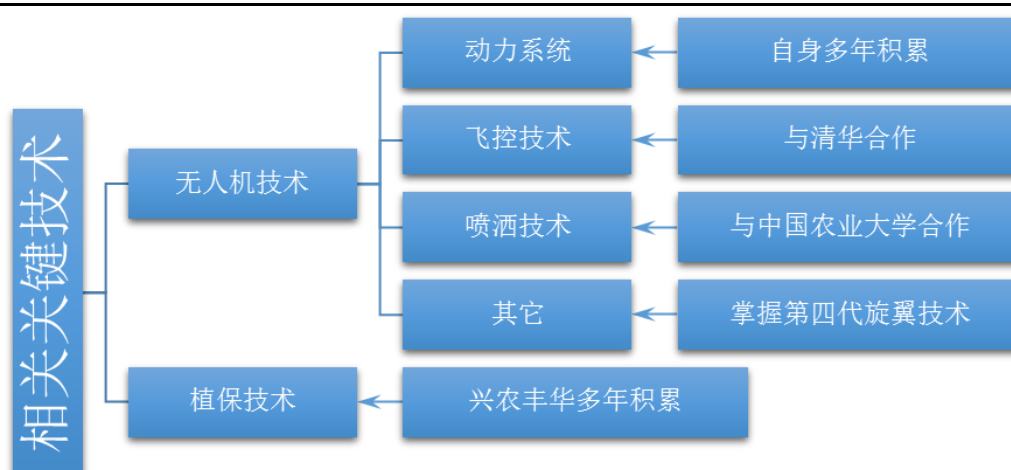 相关关键技术
无人机技术
动力系统
自身多年积累
飞控技术
与清华合作
喷洒技术
与中国农业大学合作
其它
掌握第四代旋翼技术
植保技术
兴农丰华多年积累